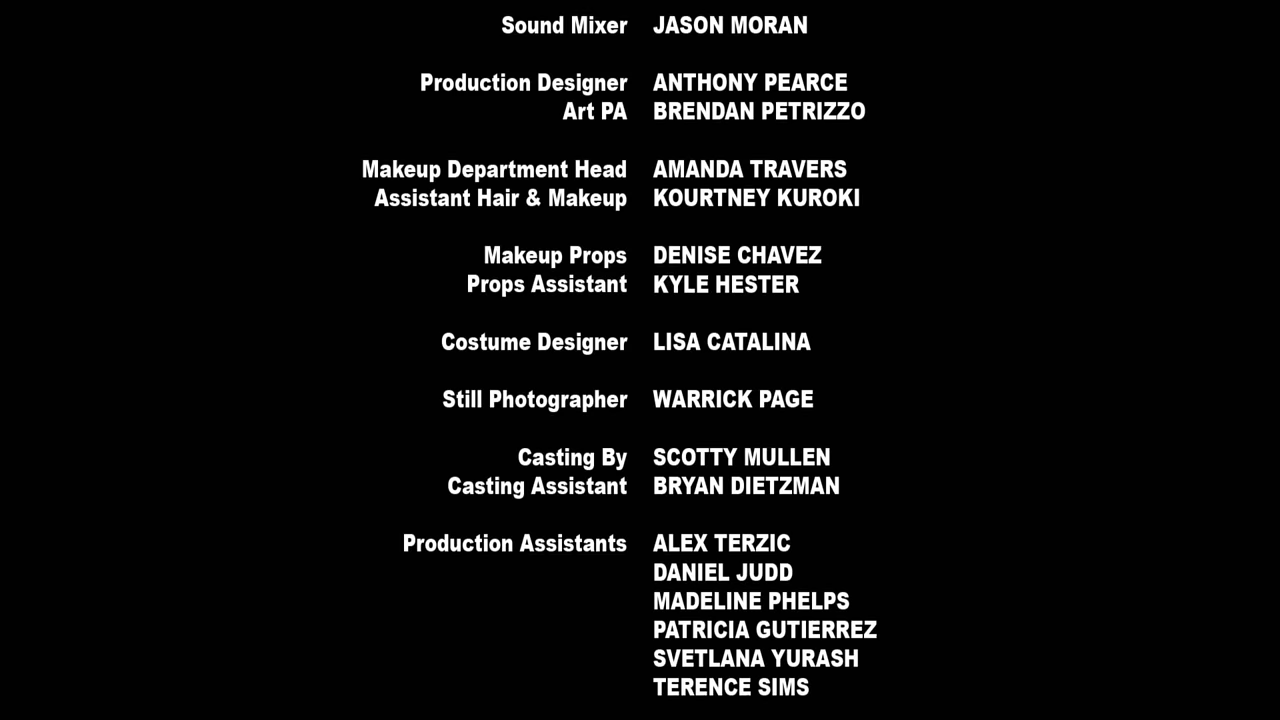 Sound Mixer JASON MORAN
Production Designer ANTHONY PEARCE
Art PA BRENDAN PETRIZZO
Makeup Department Head AMANDA TRAVERS
Assistant Hair & Makeup KOURTNEY KUROKI
Makeup Props DENISE CHAVEZ
Props Assistant KYLE HESTER
Costume Designer LISA CATALINA
Still Photographer WARRICK PAGE
Casting By SCOTTY MULLEN
Casting Assistant BRYAN DIETZMAN
Production Assistants ALEX TERZIC
DANIEL JUDD
MADELINE PHELPS
PATRICIA GUTIERREZ
SVETLANA YURASH
TERENCE SIMS